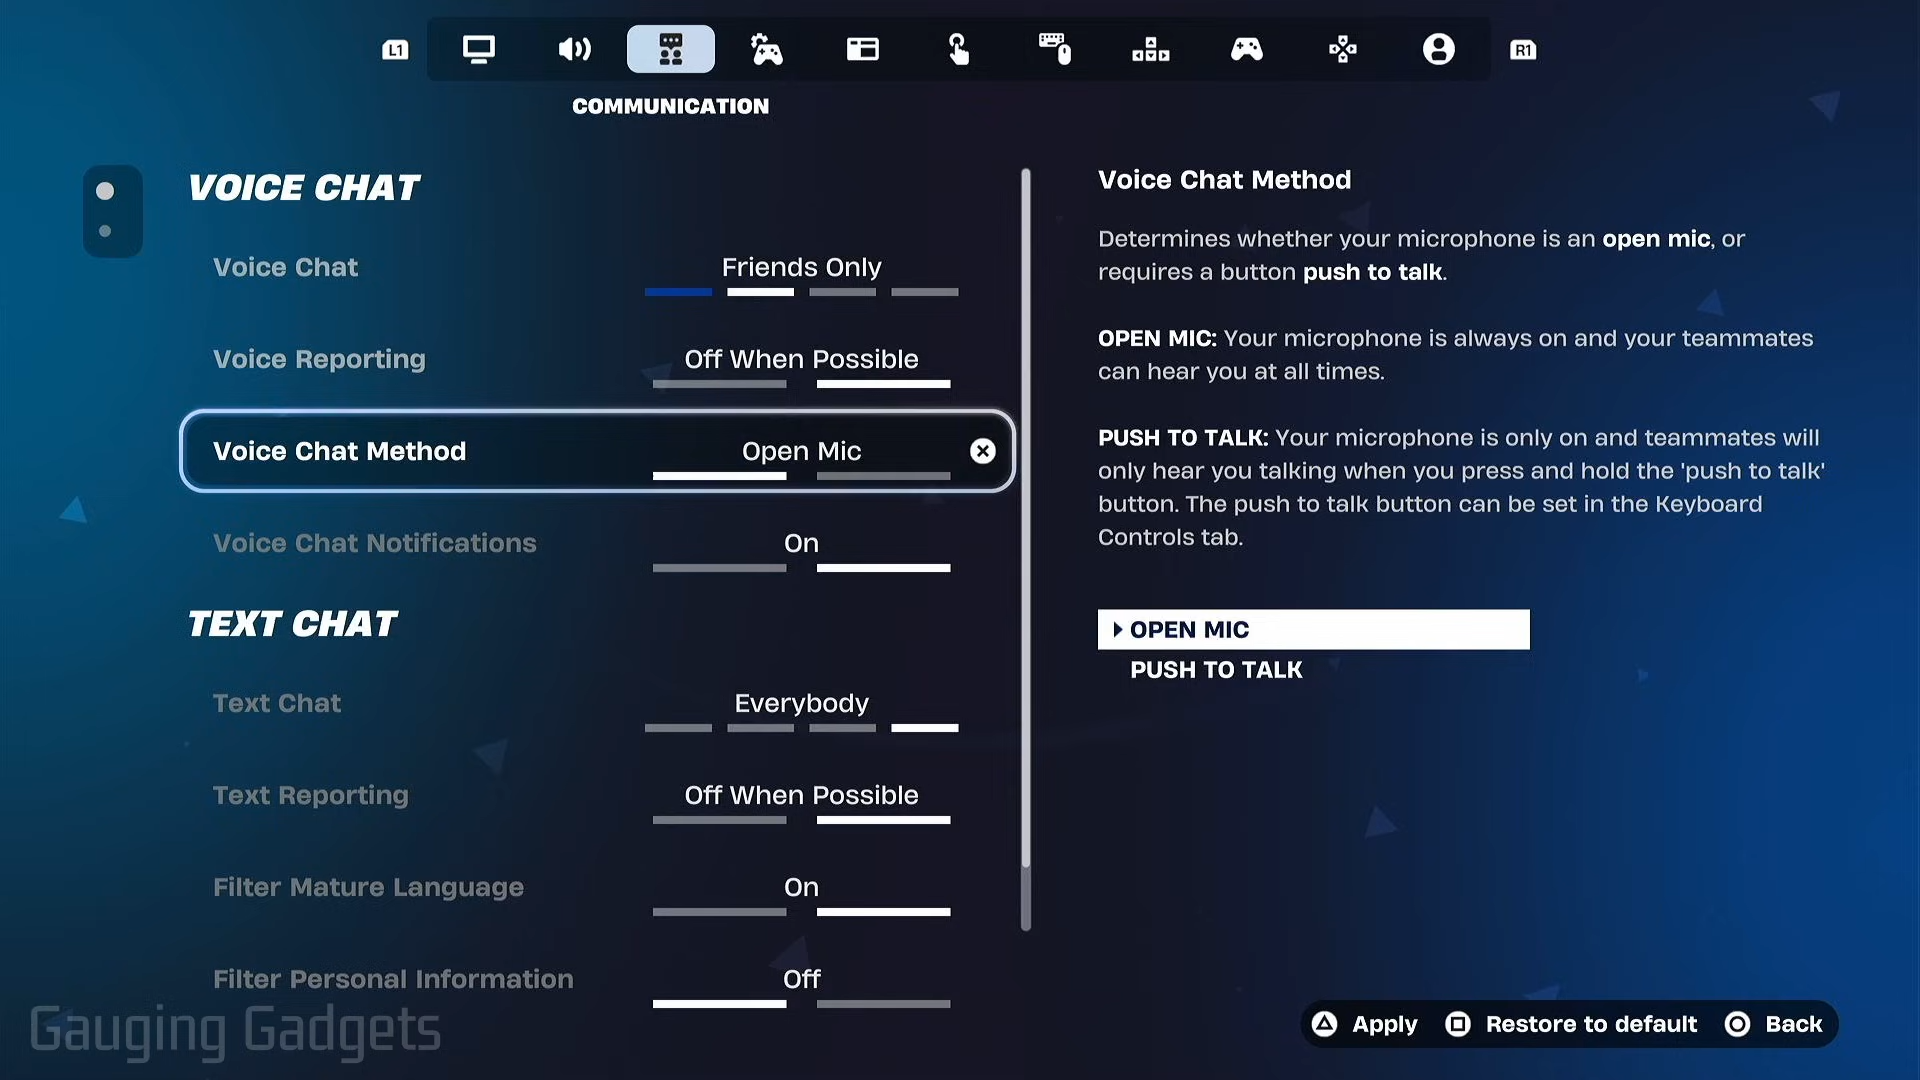 L1
R1
COMMUNICATION
VOICE CHAT
Voice Chat
Friends Only
Voice Reporting
Off When Possible
Voice Chat Method
Open Mic
Voice Chat Notifications
On
TEXT CHAT
Text Chat
Everybody
Text Reporting
Off When Possible
Filter Mature Language
On
Filter Personal Information
Off
Voice Chat Method
Determines whether your microphone is an open mic, or
requires a button push to talk.
OPEN MIC: Your microphone is always on and your teammates
can hear you at all times.
PUSH TO TALK: Your microphone is only on and teammates will
only hear you talking when you press and hold the 'push to talk'
button. The push to talk button can be set in the Keyboard
Controls tab.
OPEN MIC
PUSH TO TALK
Gauging Gadgets
Apply
Restore to default
Back